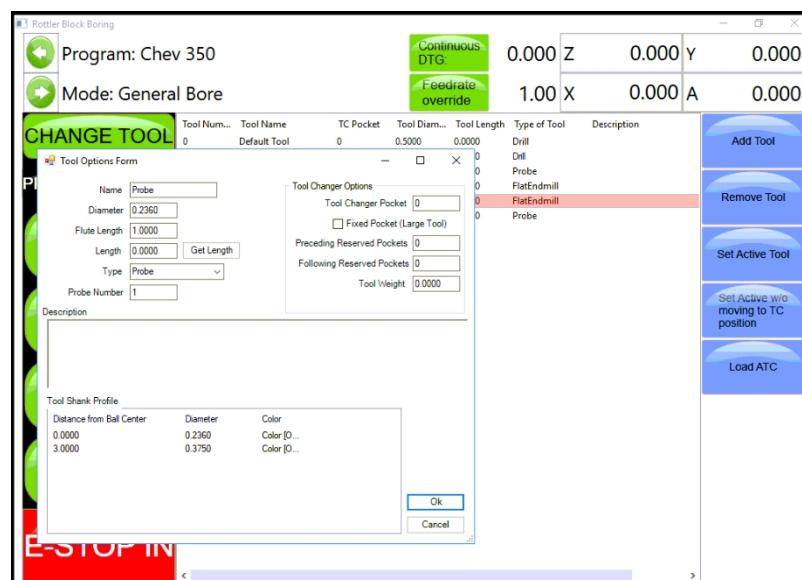 Rottler Block Boring
Program: Chev 350
Continuous DTG: 0.000 Z 0.000 Y 0.000
Mode: General Bore
Feedrate override 1.00 X 0.000 A 0.000
CHANGE TOOL
Tool Num... Tool Name TC Pocket Tool Diam... Tool Length Type of Tool Description
0 Default Tool 0 0.5000 0.0000 Drill
0 Drill
0 Probe
0 FlatEndmill
0 FlatEndmill
0 Probe
Add Tool
Remove Tool
Set Active Tool
Set Active w/o
moving to TC
position
Load ATC
Tool Options Form
Name Probe
Diameter 0.2360
Flute Length 1.0000
Length 0.0000 Get Length
Type Probe
Probe Number 1
Tool Changer Options
Tool Changer Pocket 0
Fixed Pocket (Large Tool)
Preceding Reserved Pockets 0
Following Reserved Pockets 0
Tool Weight 0.0000
Description
Tool Shank Profile
Distance from Ball Center Diameter Color
0.0000 0.2360 Color [O...
3.0000 0.3750 Color [O...
Ok
Cancel
E-STOP IN